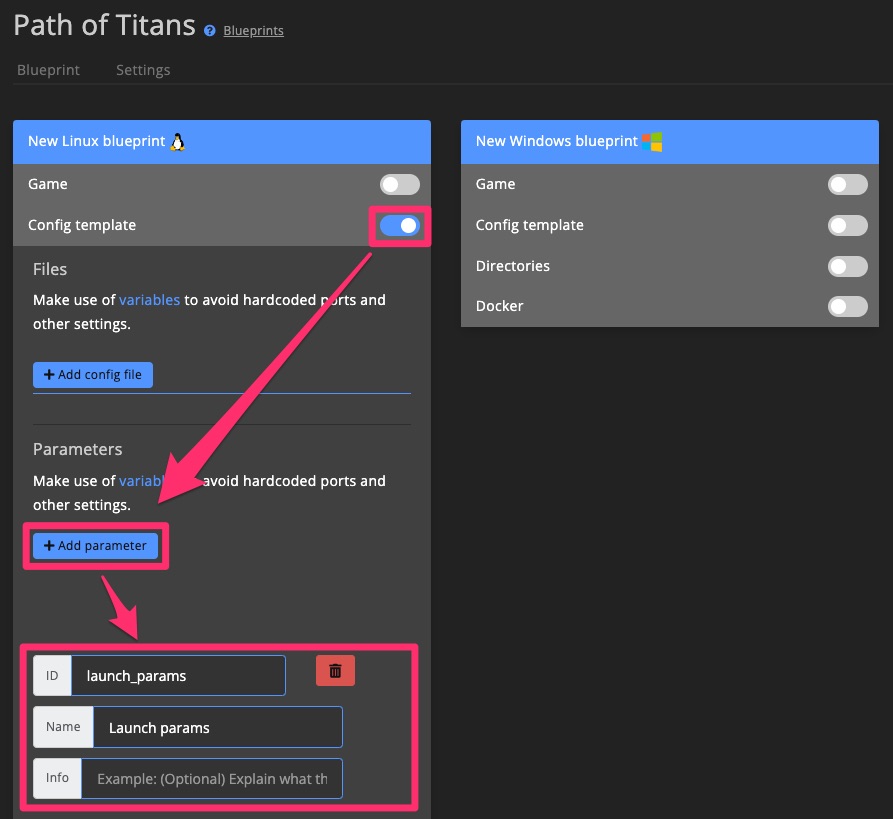 Path of Titans ? Blueprints
Blueprint Settings
New Linux blueprint
Game
Config template
Files
Make use of variables to avoid hardcoded ports and
other settings.
+ Add config file
Parameters
Make use of variab avoid hardcoded ports and
other settings.
+ Add parameter
ID launch_params
Name Launch params
Info Example: (Optional) Explain what th
New Windows blueprint
Game
Config template
Directories
Docker